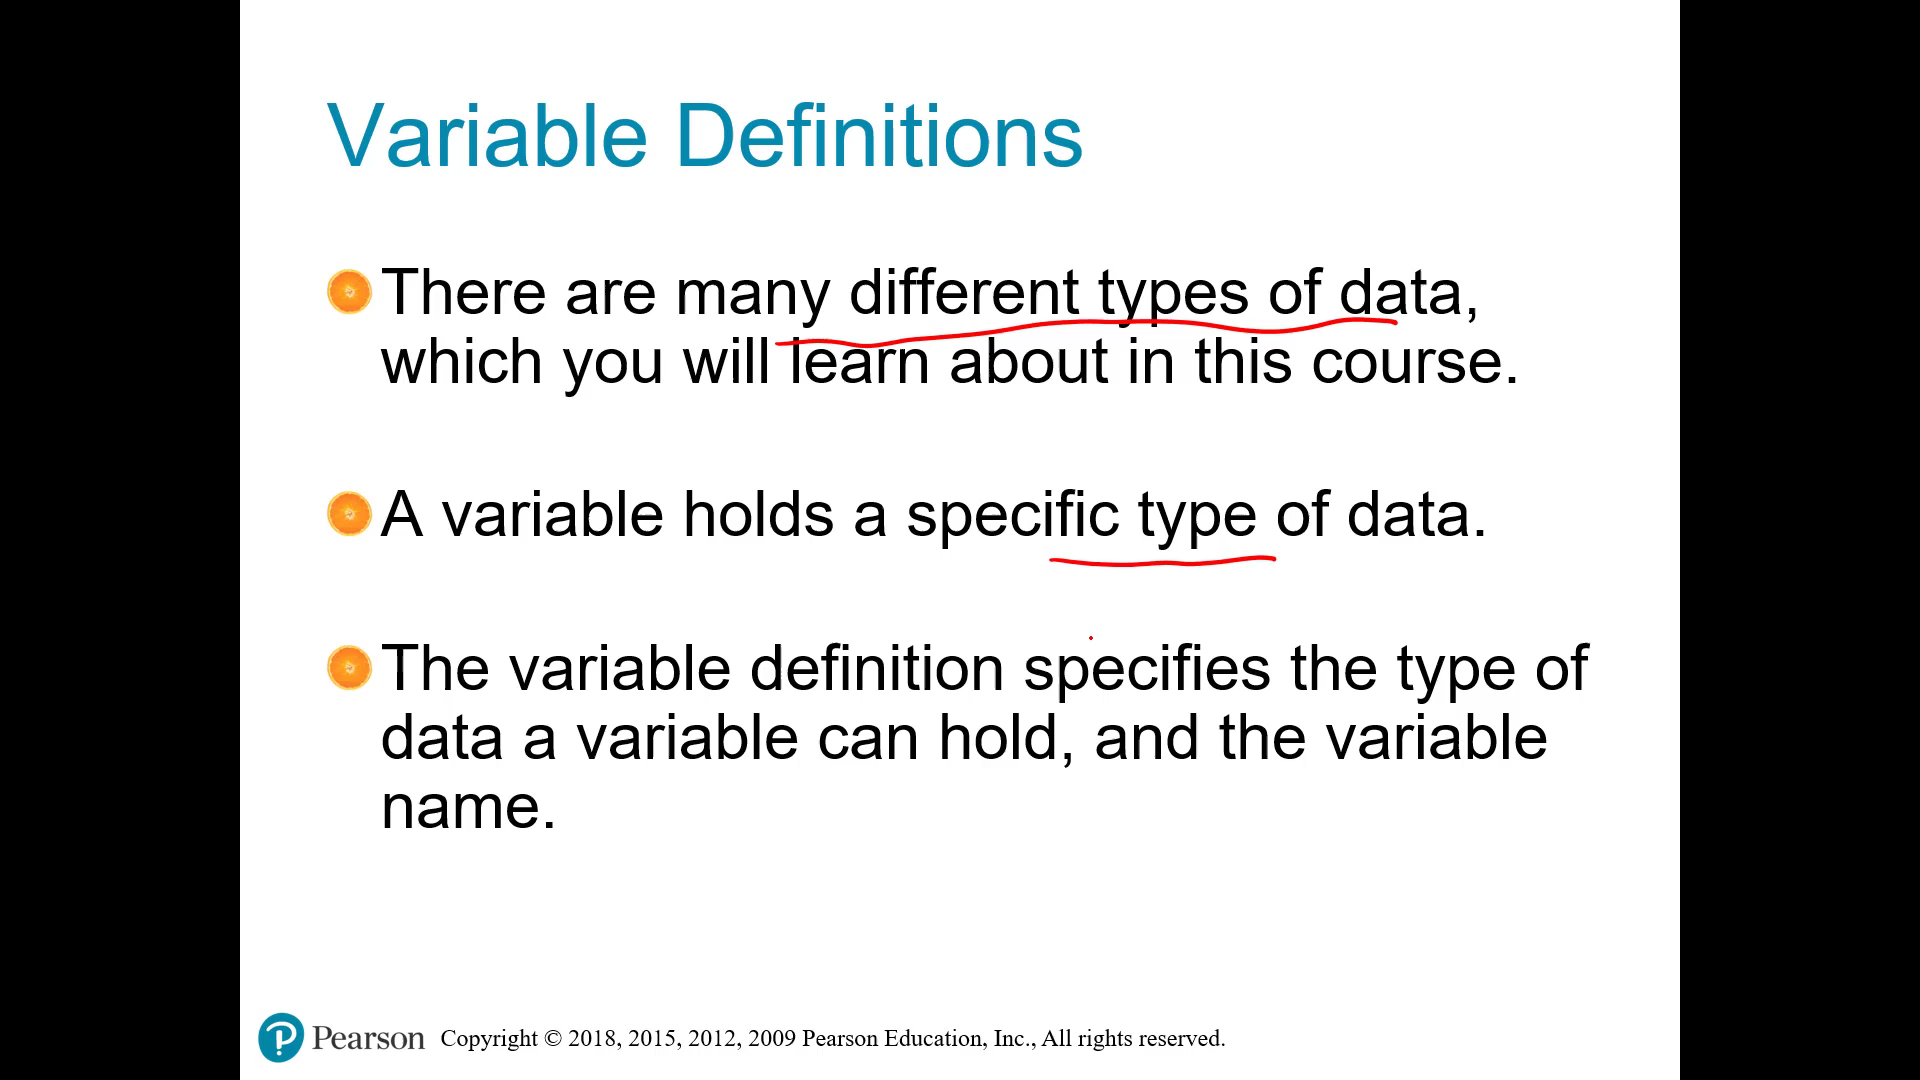 Variable Definitions
There are many different types of data,
which you will learn about in this course.
A variable holds a specific type of data.
The variable definition specifies the type of
data a variable can hold, and the variable
name.
Pearson Copyright © 2018, 2015, 2012, 2009 Pearson Education, Inc., All rights reserved.